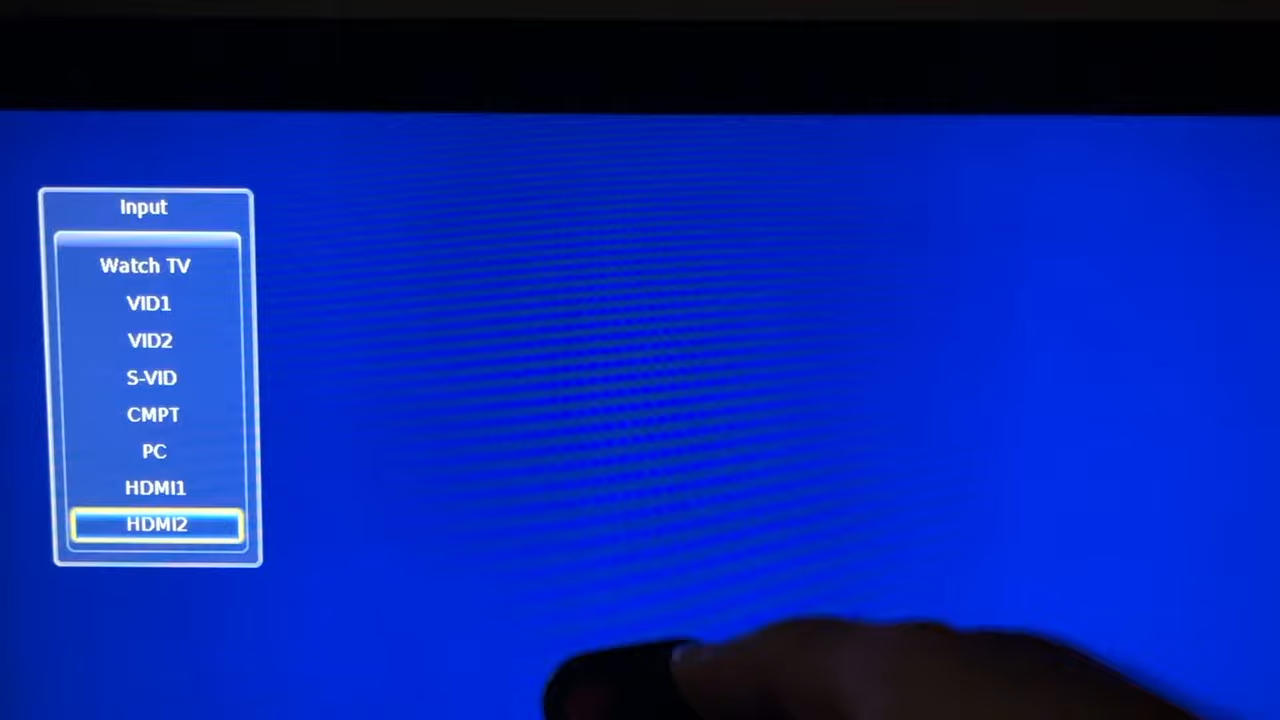 Input
Watch TV
VID1
VID2
S-VID
CMPT
PC
HDMI1
HDMI2